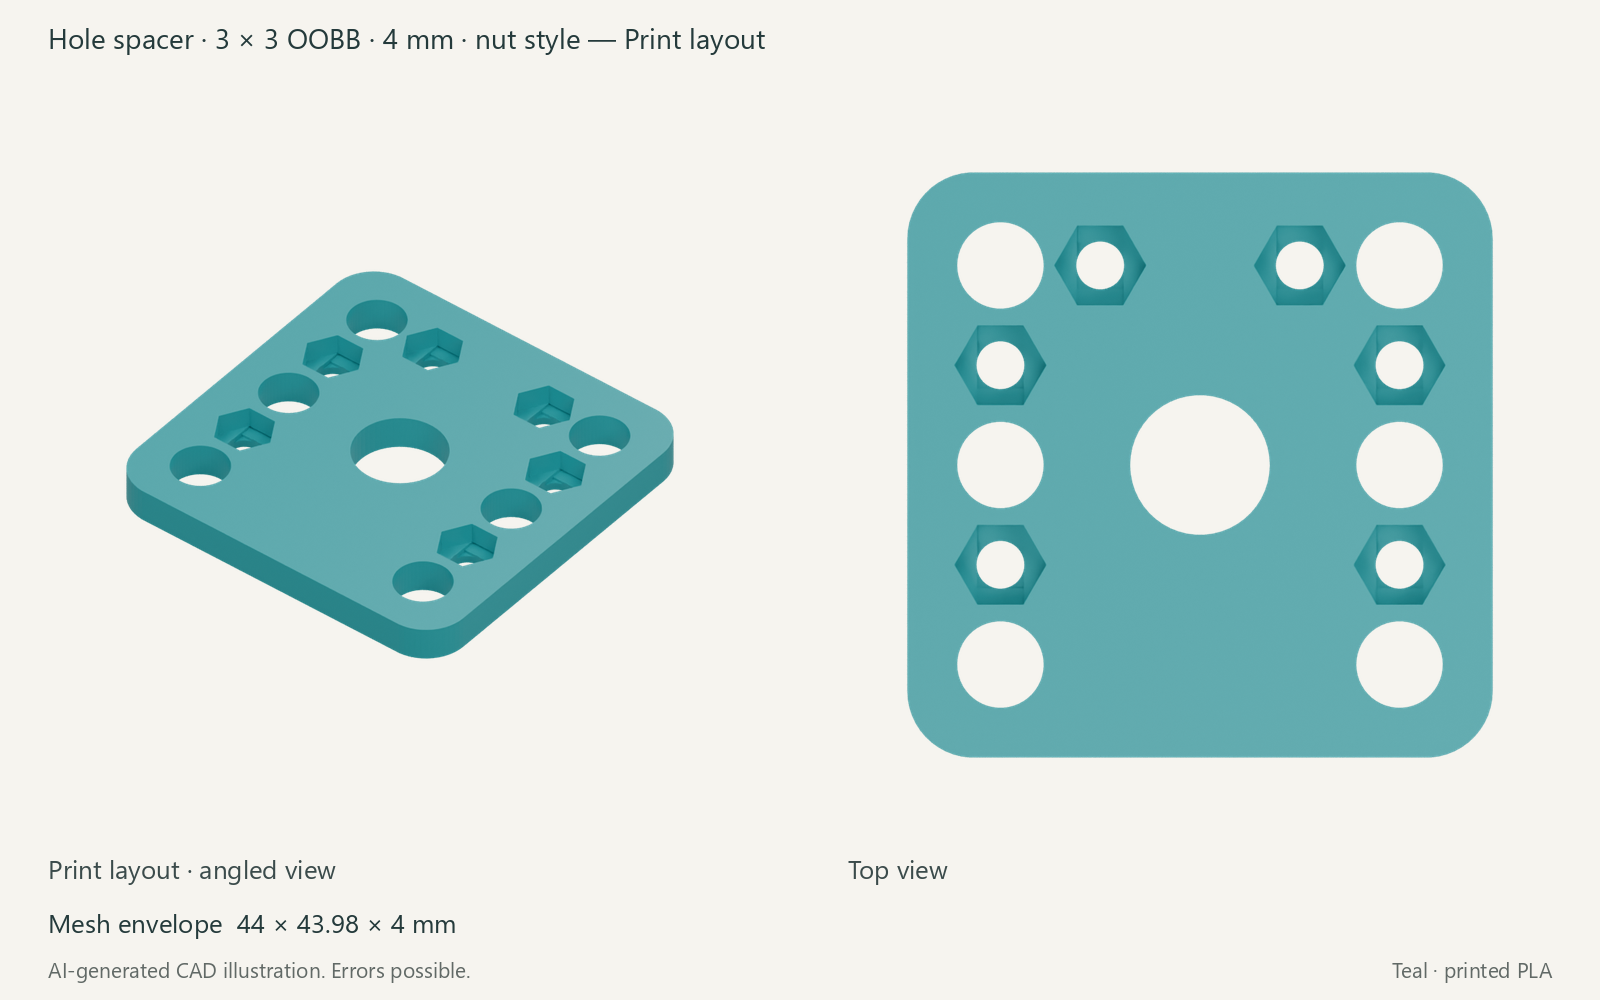 Hole spacer · 3 × 3 OOBB · 4 mm · nut style — Print layout
Print layout · angled view
Top view
Mesh envelope  44 × 43.98 × 4 mm
AI-generated CAD illustration. Errors possible.
Teal · printed PLA